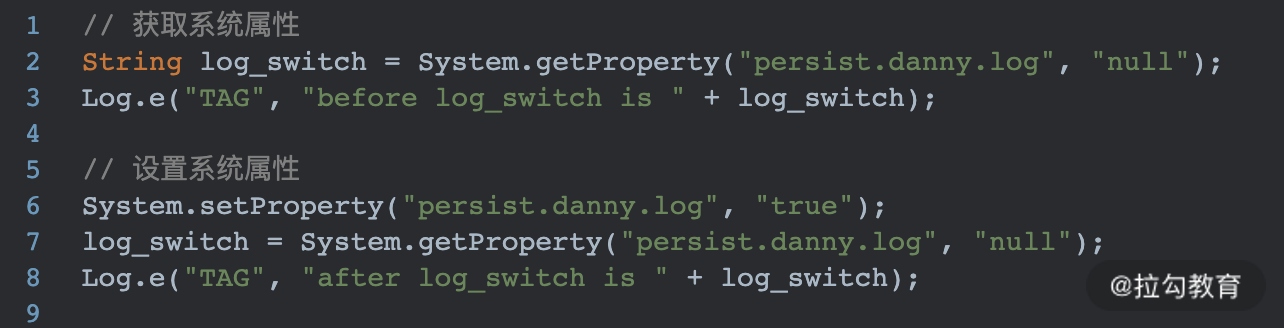 1 // 获取系统属性
2 String log_switch = System.getProperty("persist.danny.log", "null");
3 Log.e("TAG", "before log_switch is " + log_switch);
4
5 // 设置系统属性
6 System.setProperty("persist.danny.log", "true");
7 log_switch = System.getProperty("persist.danny.log", "null");
8 Log.e("TAG", "after log_switch is " + log_switch);
9
@拉勾教育